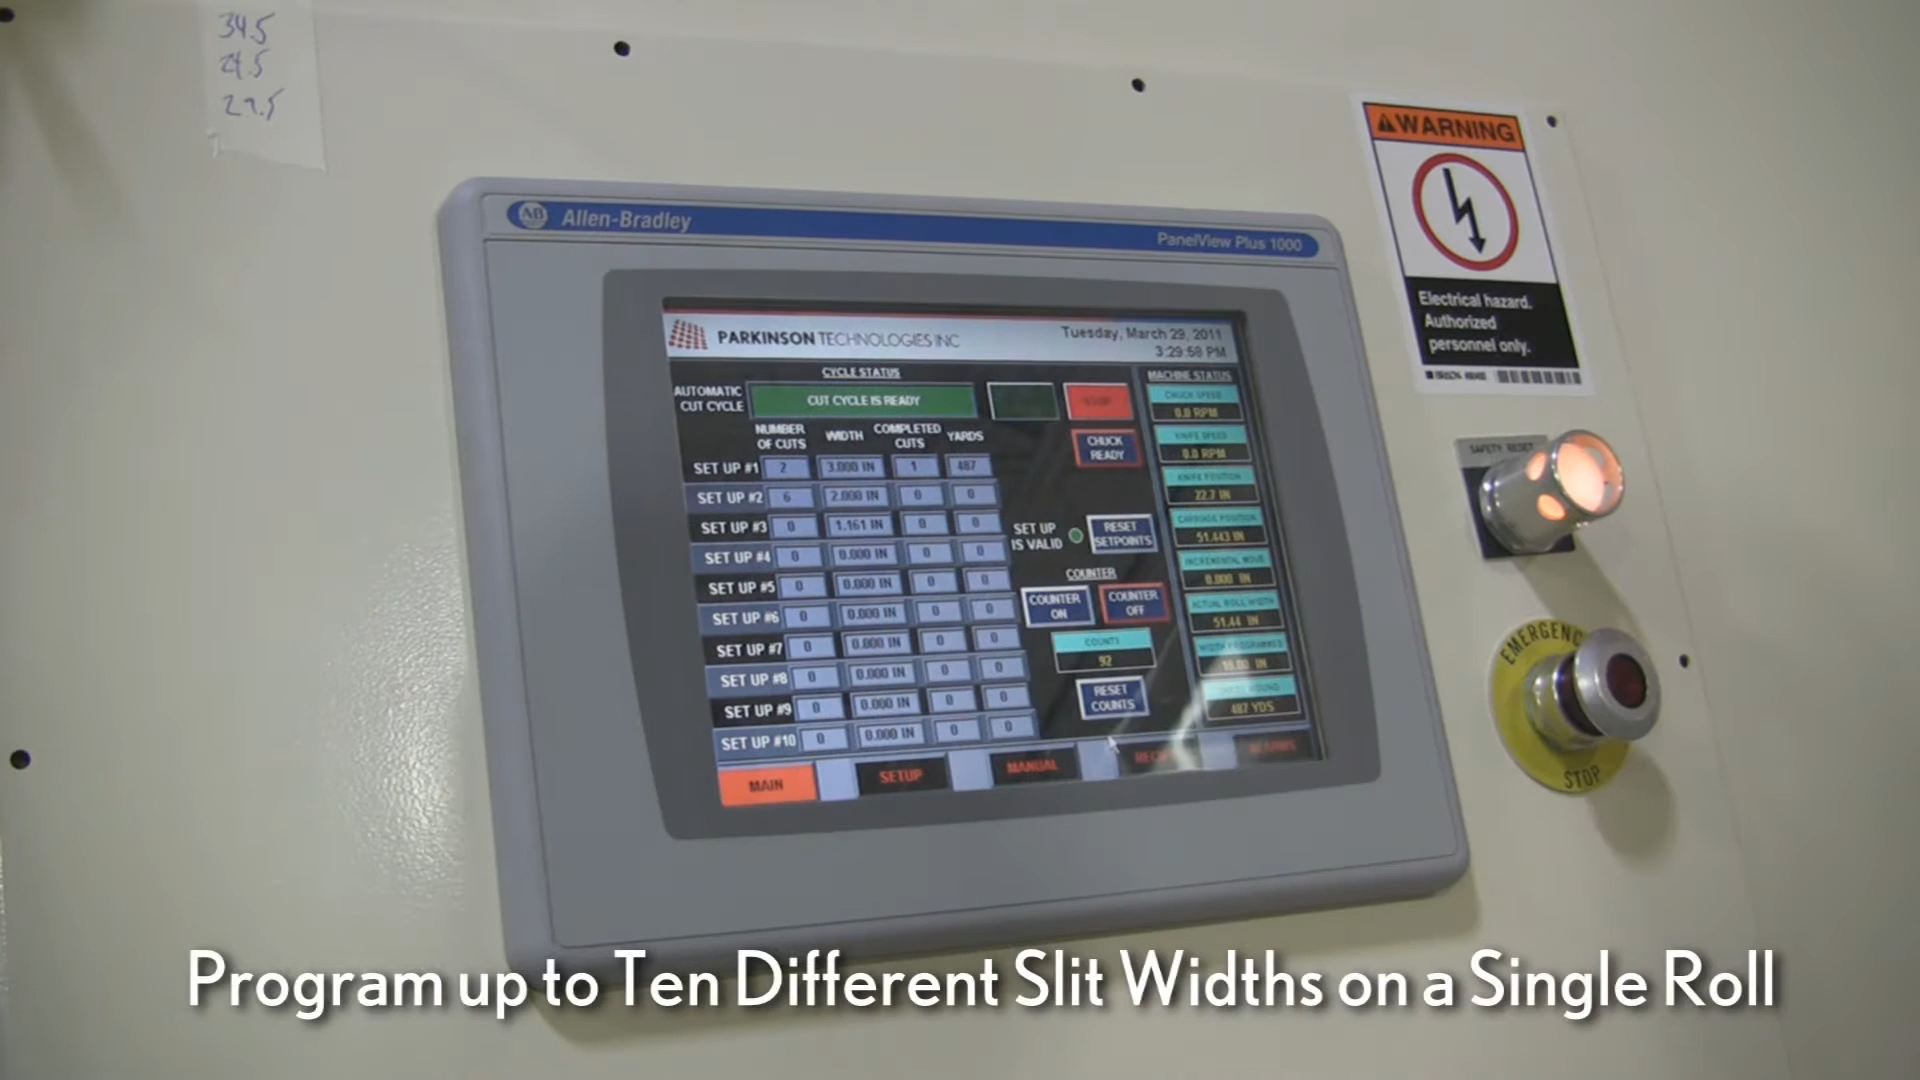 34.5
24.5
22.5
WARNING
Electrical hazard.
Authorized
personnel only.
AB Allen-Bradley
PanelView Plus 1000
PARKINSON TECHNOLOGIES INC
Tuesday, March 29, 2011
3:29:58 PM
CYCLE STATUS
AUTOMATIC
CUT CYCLE
CUT CYCLE IS READY
STOP
CHUCK
READY
NUMBER
OF CUTS
WIDTH
COMPLETED
CUTS
YARDS
SET UP #1 2 3.000 IN 1 487
SET UP #2 6 2.000 IN 0 0
SET UP #3 0 1.161 IN 0 0
SET UP #4 0 0.000 IN 0 0
SET UP #5 0 0.000 IN 0 0
SET UP #6 0 0.000 IN 0 0
SET UP #7 0 0.000 IN 0 0
SET UP #8 0 0.000 IN 0 0
SET UP #9 0 0.000 IN 0 0
SET UP #10 0 0.000 IN 0 0
SET UP
IS VALID
RESET
SETPOINTS
COUNTER
COUNTER
ON
COUNTER
OFF
COUNTS
92
RESET
COUNTS
MACHINE STATUS
CHUCK SPEED
0.0 RPM
KNIFE SPEED
0.0 RPM
KNIFE POSITION
22.7 IN
CARRIAGE POSITION
51.443 IN
INCREMENTAL MOVE
0.000 IN
ACTUAL ROLL WIDTH
51.44 IN
WIDTH PROGRAMMED
18.00 IN
487 YDS
MAIN
SETUP
MANUAL
ALARMS
SAFETY RESET
EMERGENCY
STOP
Program up to Ten Different Slit Widths on a Single Roll